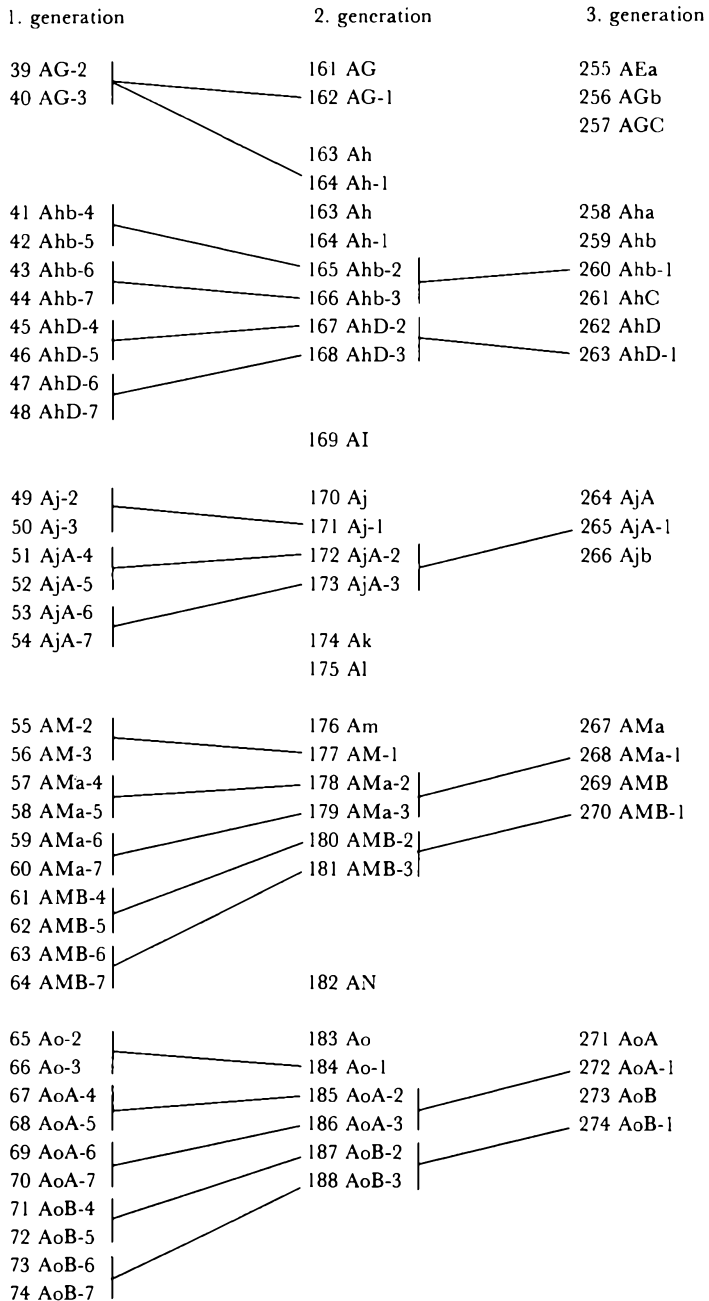 1. generation 2. gencration 3. generation
39 AG-2 161 AG 255 AEa
40 AG-3 162 AG-1 256 AGb
257 AGC
163 Ah
164 Ah-1
41 Ahb-4 163 Ah 258 Aha
42 Ahb-5 164 Ah-1 259 Ahb
43 Ahb-6 165 Ahb-2 260 Ahb-1
44 Ahb-7 166 Ahb-3 261 AhC
45 AhD-4 167 AhD-2 262 AhD
46 AhD-5 168 AhD-3 263 AhD-1
47 AhD-6
48 AhD-7
169 AI
49 Aj-2 170 Aj 264 AjA
50 Aj-3 171 Aj-1 265 AjA-1
51 AjA-4 172 AjA-2 266 Ajb
52 AjA-5 173 AjA-3
53 AjA-6
54 AjA-7 174 Ak
175 Al
55 AM-2 176 Am 267 AMa
56 AM-3 177 AM-1 268 AMa-1
57 AMa-4 178 AMa-2 269 AMB
58 AMa-5 179 AMa-3 270 AMB-1
59 AMa-6 180 AMB-2
60 AMa-7 181 AMB-3
61 AMB-4
62 AMB-5
63 AMB-6
64 AMB-7 182 AN
65 Ao-2 183 Ao 271 AoA
66 Ao-3 184 Ao-1 272 AoA-1
67 AoA-4 185 AoA-2 273 AoB
68 AoA-5 186 AoA-3 274 AoB-1
69 AoA-6 187 AoB-2
70 AoA-7 188 AoB-3
71 AoB-4
72 AoB-5
73 AoB-6
74 AoB-7